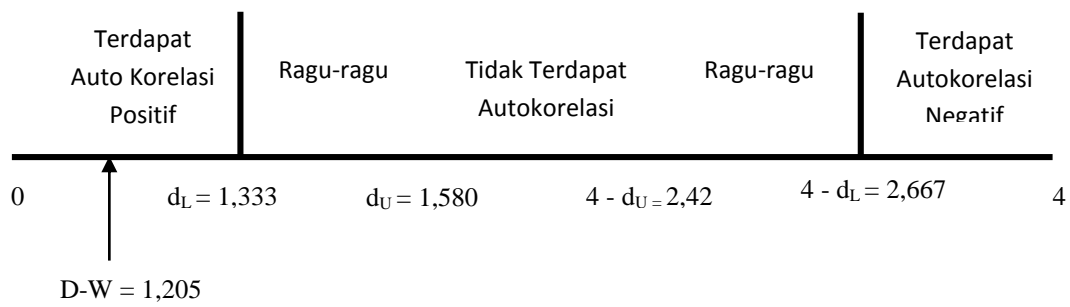 Terdapat
Auto Korelasi
Positif
Ragu-ragu
Tidak Terdapat
Autokorelasi
Ragu-ragu
Terdapat
Autokorelasi
Negatif
0
dL = 1,333
dU = 1,580
4 - dU = 2,42
4 - dL = 2,667
4
D-W = 1,205